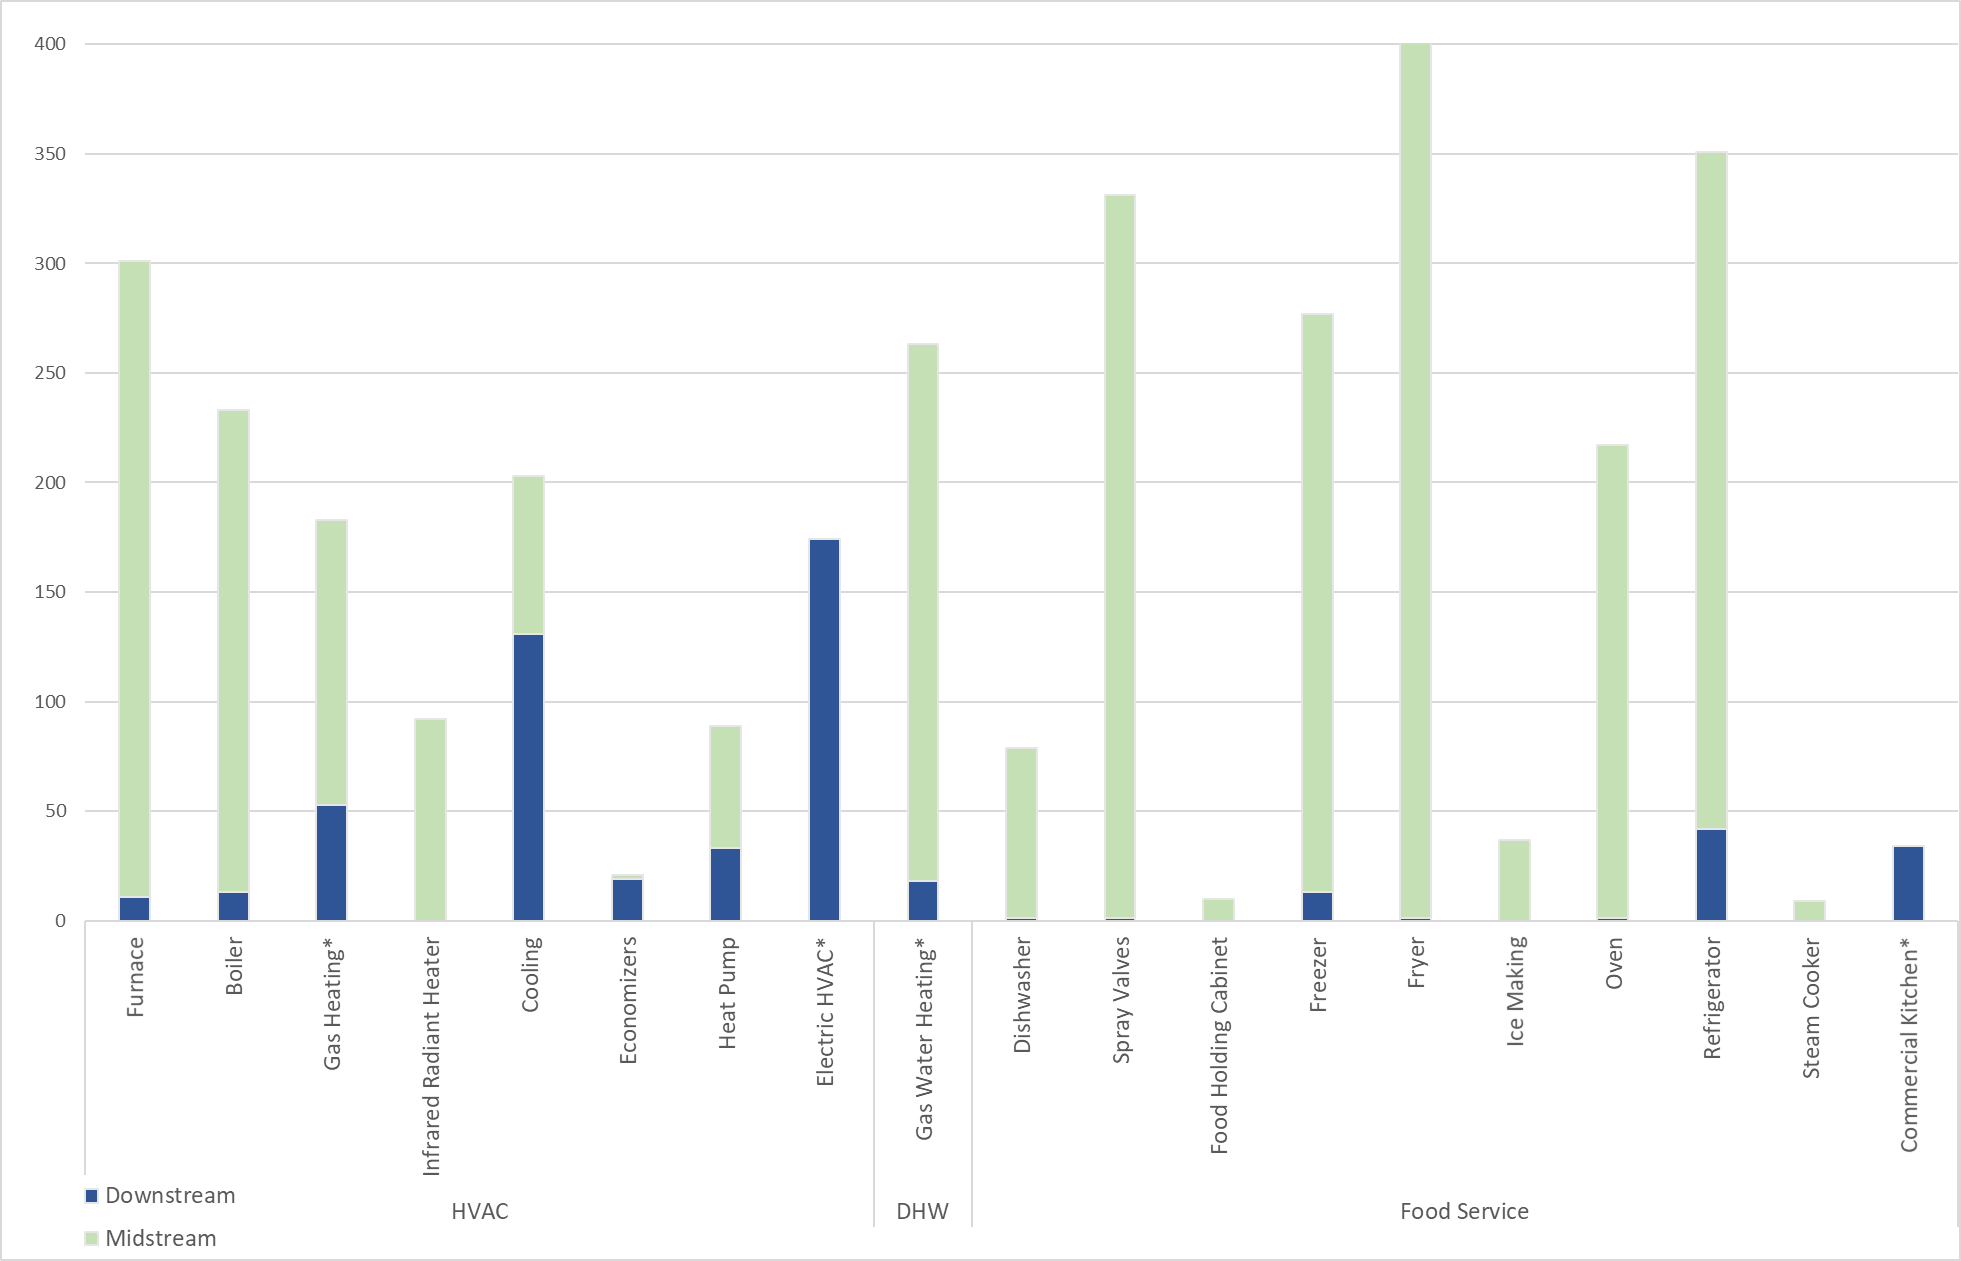 400
350
300
250
200
150
100
50
0
Furnace
Boiler
Gas Heating*
Infrared Radiant Heater
Cooling
Economizers
Heat Pump
Electric HVAC*
Gas Water Heating*
Dishwasher
Spray Valves
Food Holding Cabinet
Freezer
Fryer
Ice Making
Oven
Refrigerator
Steam Cooker
Commercial Kitchen*
HVAC
DHW
Food Service
Downstream
Midstream